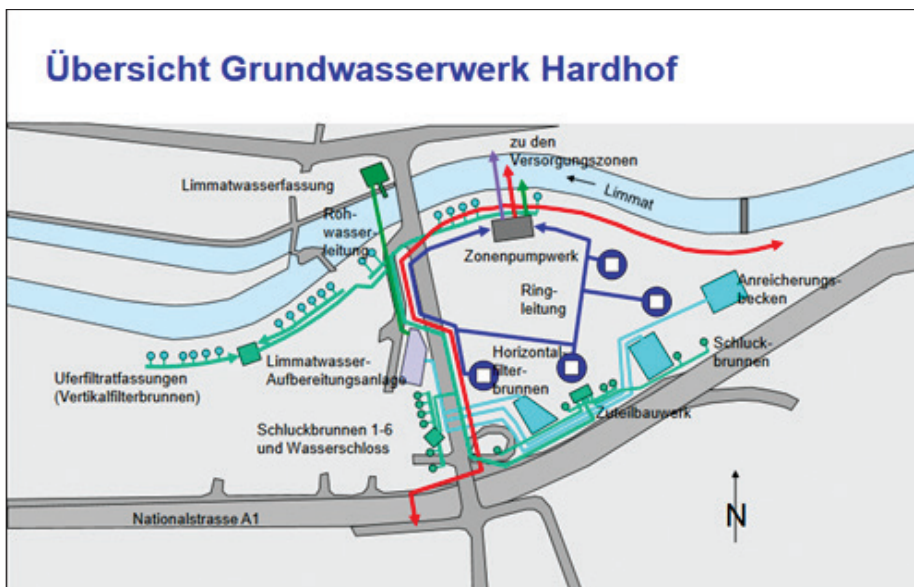 Übersicht Grundwasserwerk Hardhof
zu den
Versorgungszonen
Limmatwasserfassung
Limmat
Roh-
wasser-
leitung
Zonenpumpwerk
Ring-
leitung
Anreicherungs-
becken
Horizontal-
filter-
brunnen
Schluck-
brunnen
Limmatwasser-
Aufbereitungsanlage
Uferfiltratfassungen
(Vertikalfilterbrunnen)
Zuteilbauwerk
Schluckbrunnen 1-6
und Wasserschloss
Nationalstrasse A1
N